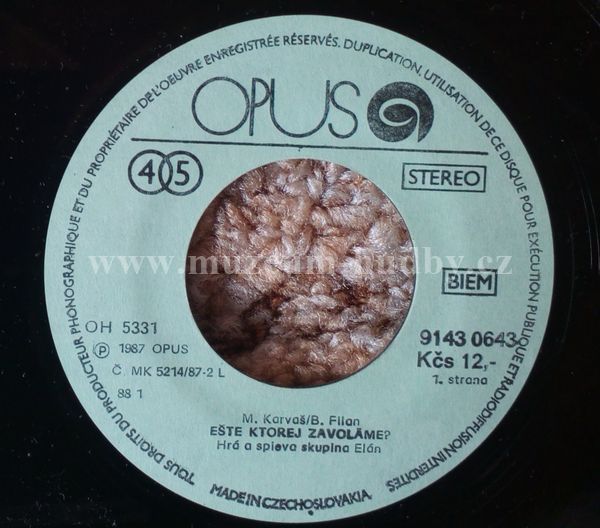 TOUS DROITS DU PRODUCTEUR PHONOGRAPHIQUE ET DU PROPRIÉTAIRE DE L'OEUVRE ENREGISTRÉE RÉSERVÉS. DUPLICATION, UTILISATION DE CE DISQUE POUR EXÉCUTION PUBLIQUE ET RADIODIFFUSION INTERDITES
OPUS
45
STEREO
www.muzeum-hudby.cz
BIEM
OH 5331
9143 0643
Ⓟ 1987 OPUS
Kčs 12,-
Č. MK 5214/87-2 L
1. strana
88 1
M. Karvaš/B. Filan
EŠTE KTOREJ ZAVOLÁME?
Hrá a spieva skupina Elán
MADE IN CZECHOSLOVAKIA